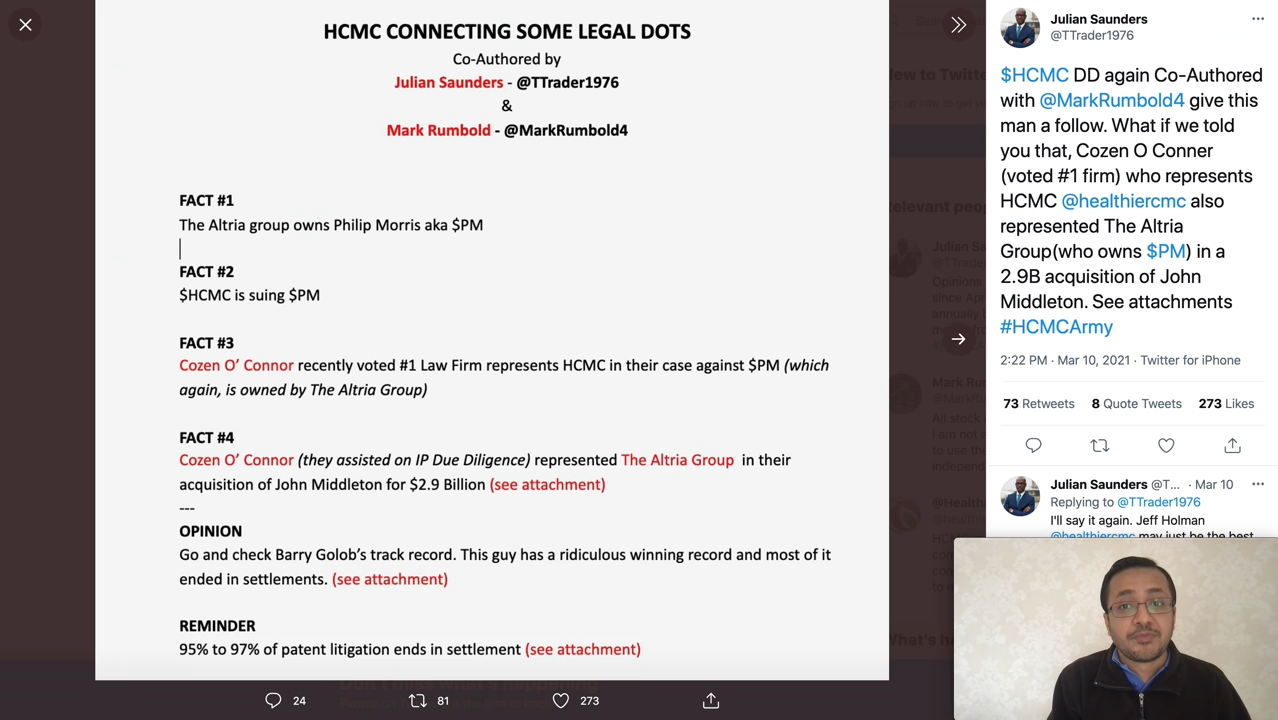 HCMC CONNECTING SOME LEGAL DOTS
Co-Authored by
Julian Saunders - @TTrader1976
&
Mark Rumbold - @MarkRumbold4
FACT #1
The Altria group owns Philip Morris aka $PM
FACT #2
$HCMC is suing $PM
FACT #3
Cozen O’ Connor recently voted #1 Law Firm represents HCMC in their case against $PM (which
again, is owned by The Altria Group)
FACT #4
Cozen O’ Connor (they assisted on IP Due Diligence) represented The Altria Group in their
acquisition of John Middleton for $2.9 Billion (see attachment)
---
OPINION
Go and check Barry Golob’s track record. This guy has a ridiculous winning record and most of it
ended in settlements. (see attachment)
REMINDER
95% to 97% of patent litigation ends in settlement (see attachment)
24
81
273
Julian Saunders
@TTrader1976
$HCMC DD again Co-Authored
with @MarkRumbold4 give this
man a follow. What if we told
you that, Cozen O Conner
(voted #1 firm) who represents
HCMC @healthiercmc also
represented The Altria
Group(who owns $PM) in a
2.9B acquisition of John
Middleton. See attachments
#HCMCArmy
2:22 PM · Mar 10, 2021 · Twitter for iPhone
73 Retweets 8 Quote Tweets 273 Likes
Julian Saunders @T... · Mar 10
Replying to @TTrader1976
I'll say it again. Jeff Holman
@healthiercmc may just be the best